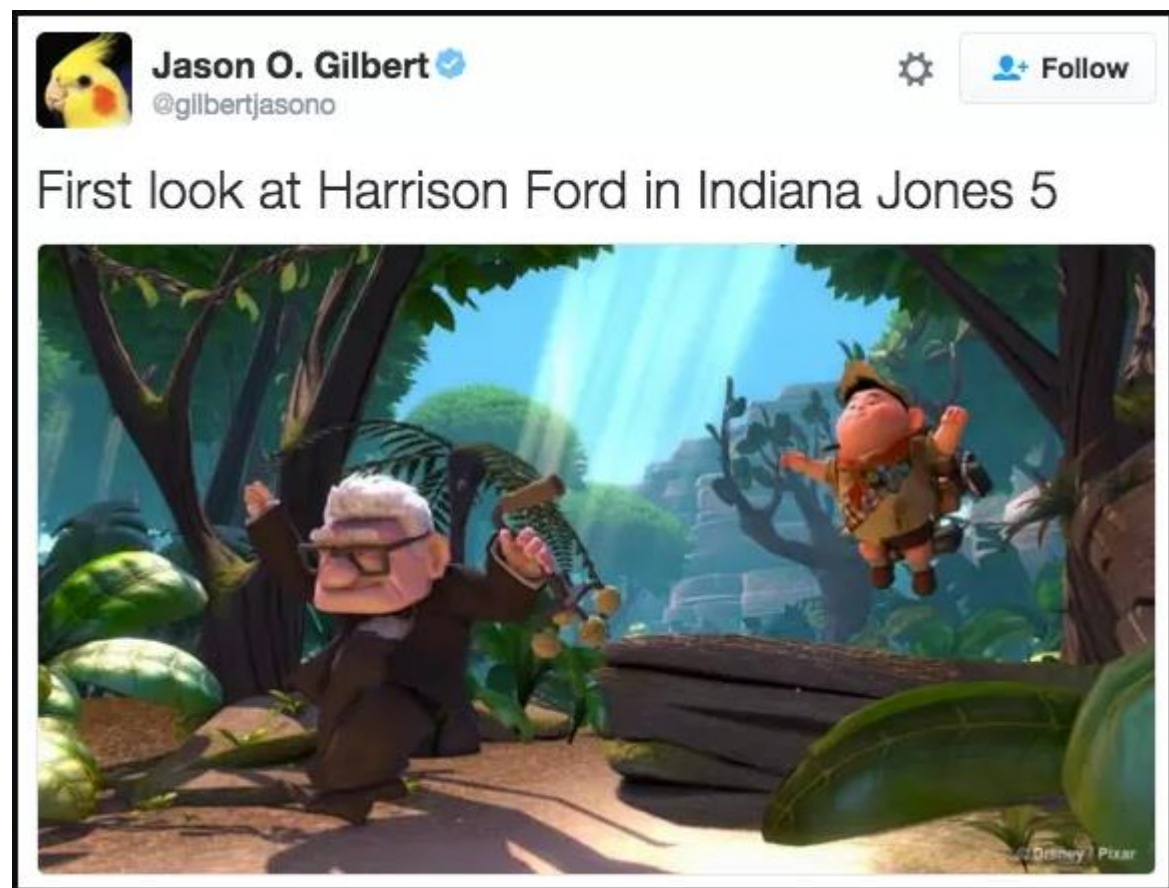 Jason O. Gilbert
Follow
@gilbertjasono
First look at Harrison Ford in Indiana Jones 5
© Disney / Pixar